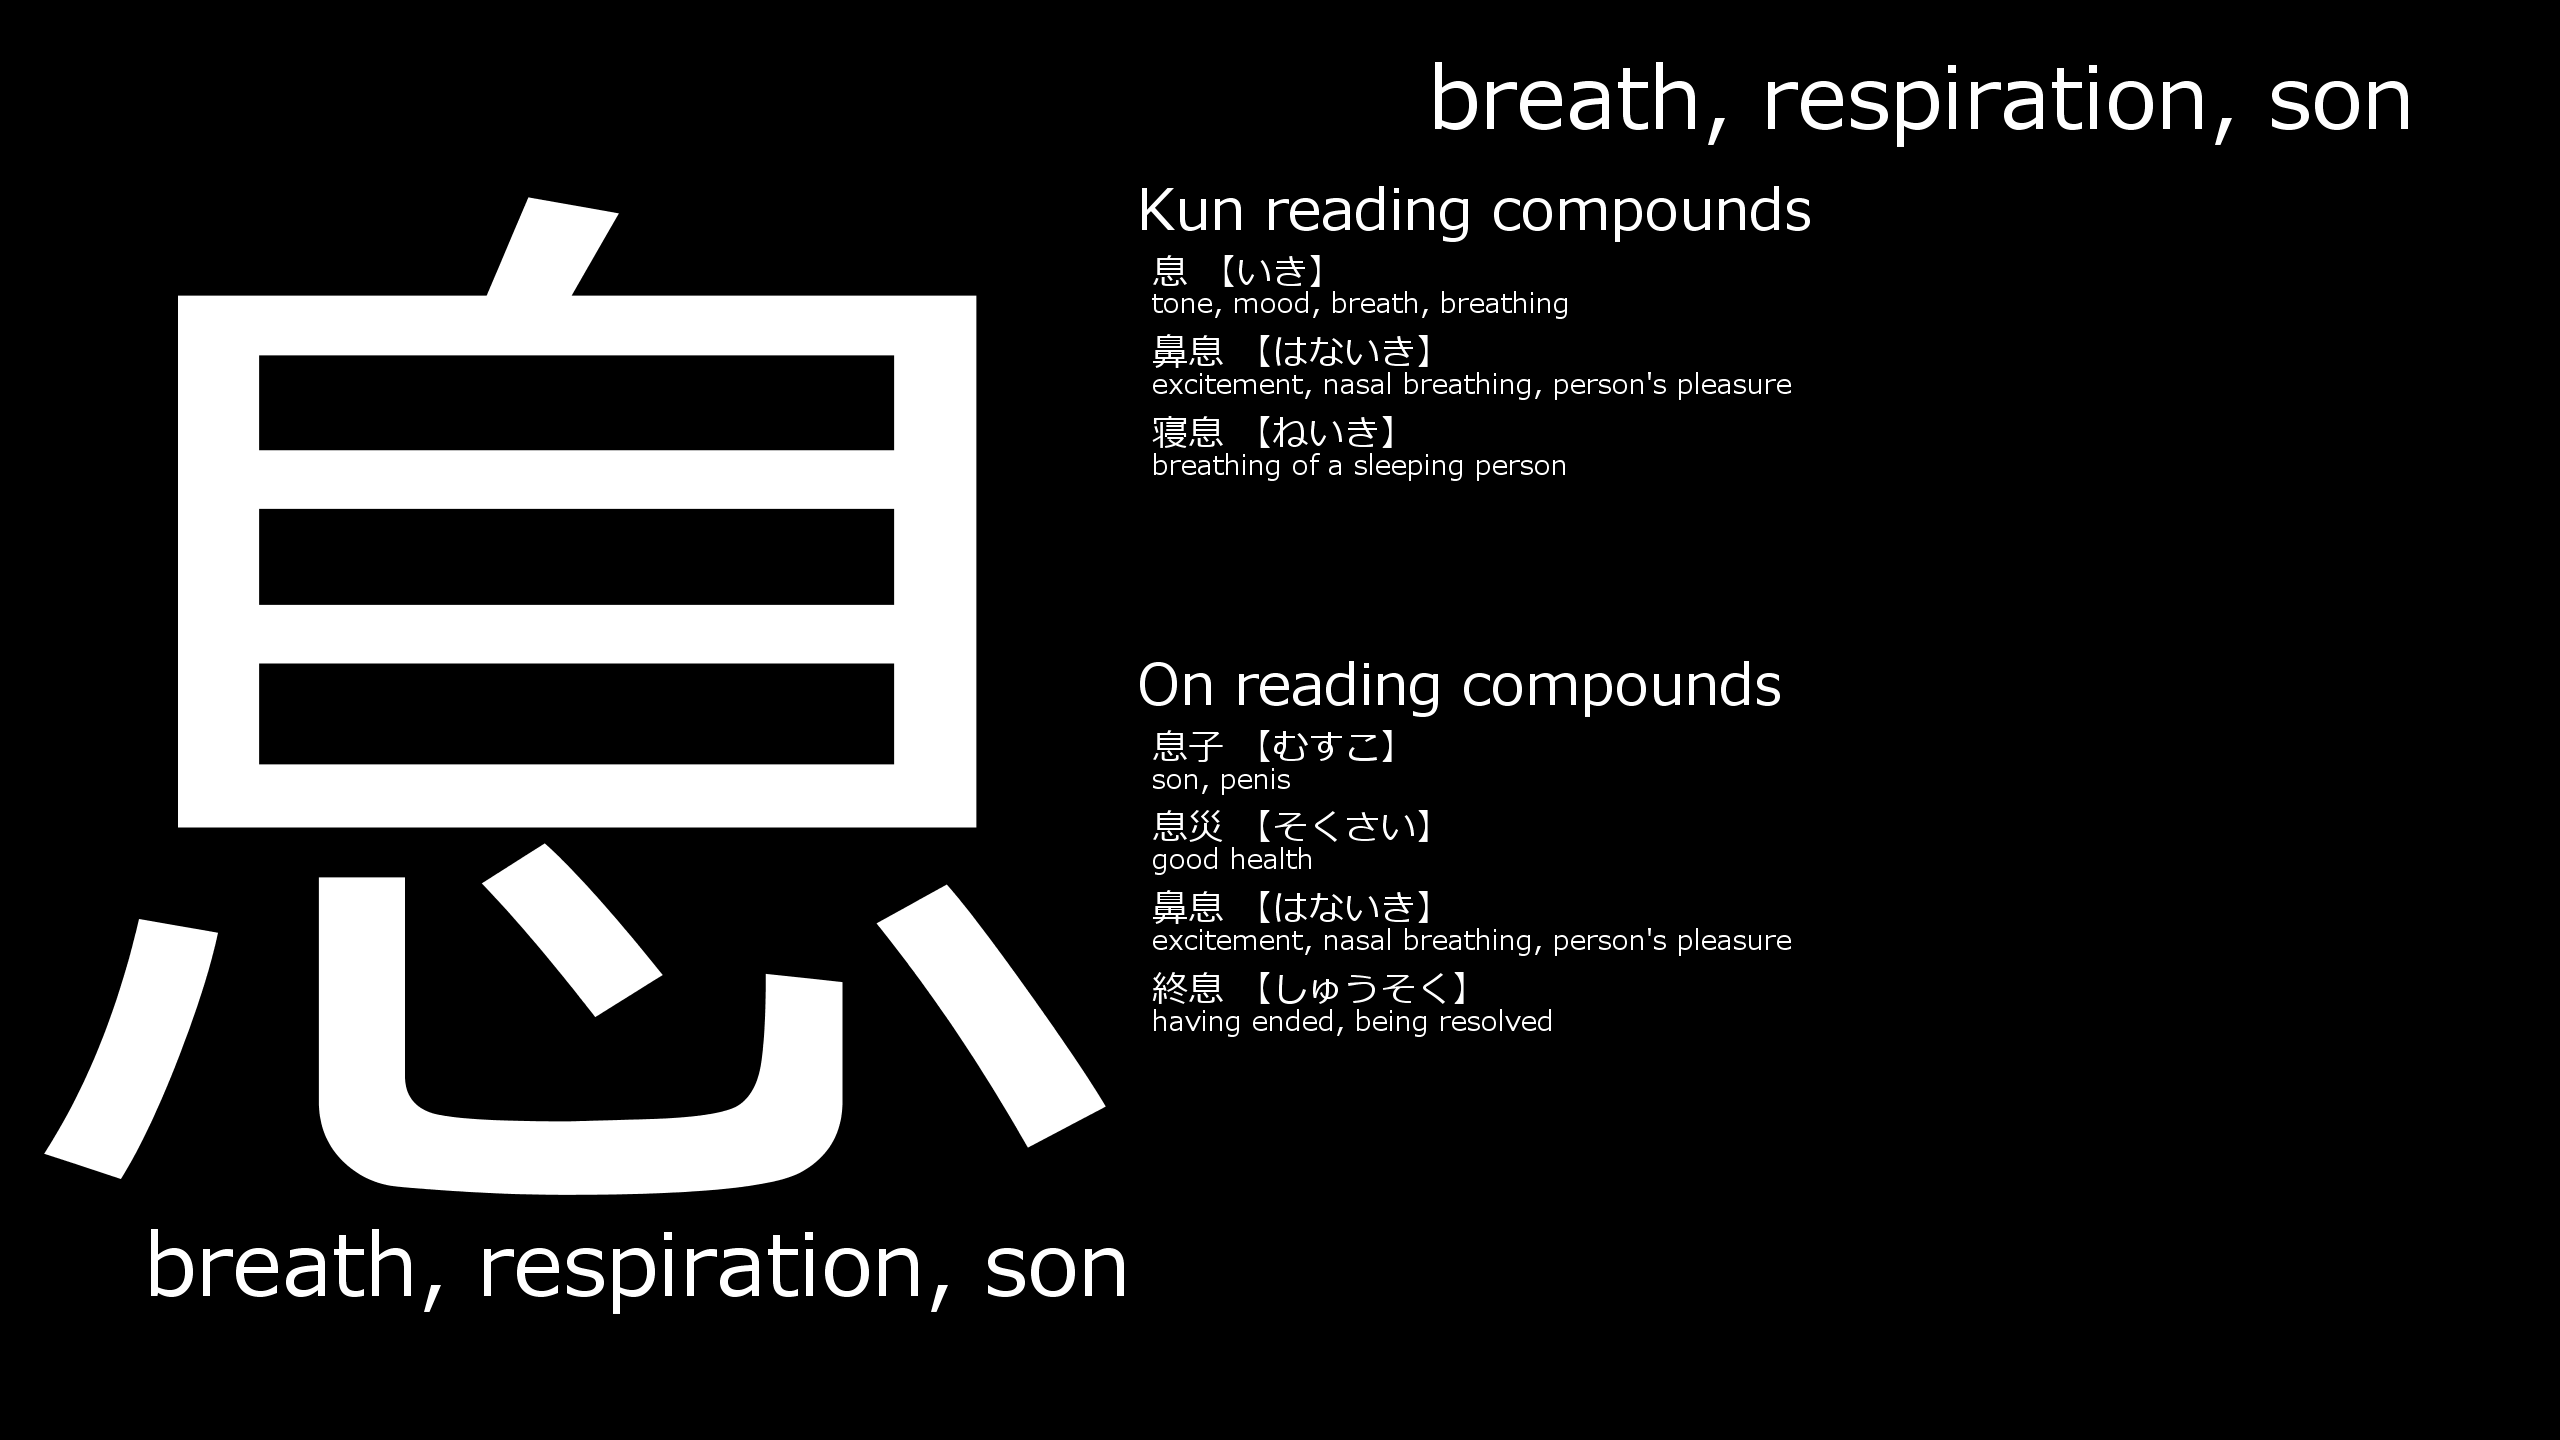 息
breath, respiration, son
breath, respiration, son
Kun reading compounds
息 【いき】
tone, mood, breath, breathing
鼻息 【はないき】
excitement, nasal breathing, person's pleasure
寝息 【ねいき】
breathing of a sleeping person
On reading compounds
息子 【むすこ】
son, penis
息災 【そくさい】
good health
鼻息 【はないき】
excitement, nasal breathing, person's pleasure
終息 【しゅうそく】
having ended, being resolved